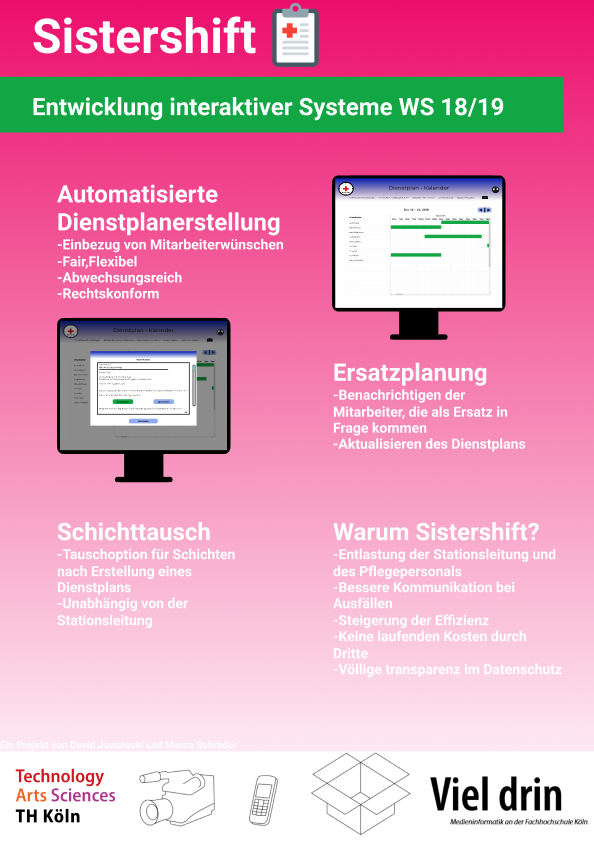 Sistershift
Entwicklung interaktiver Systeme WS 18/19
Automatisierte
Dienstplanerstellung
-Einbezug von Mitarbeiterwünschen
-Fair,Flexibel
-Abwechsungsreich
-Rechtskonform
Dienstplan - Kalender
Dienstplan - Kalender
Ersatzplanung
-Benachrichtigen der
Mitarbeiter, die als Ersatz in
Frage kommen
-Aktualisieren des Dienstplans
Schichttausch
-Tauschoption für Schichten
nach Erstellung eines
Dienstplans
-Unabhängig von der
Stationsleitung
Warum Sistershift?
-Entlastung der Stationsleitung und
des Pflegepersonals
-Bessere Kommunikation bei
Ausfällen
-Steigerung der Effizienz
-Keine laufenden Kosten durch
Dritte
-Völlige transparenz im Datenschutz
Ein Projekt von David Jovanoski und Marco Schröder
Technology
Arts Sciences
TH Köln
Viel drin
Medieninformatik an der Fachhochschule Köln